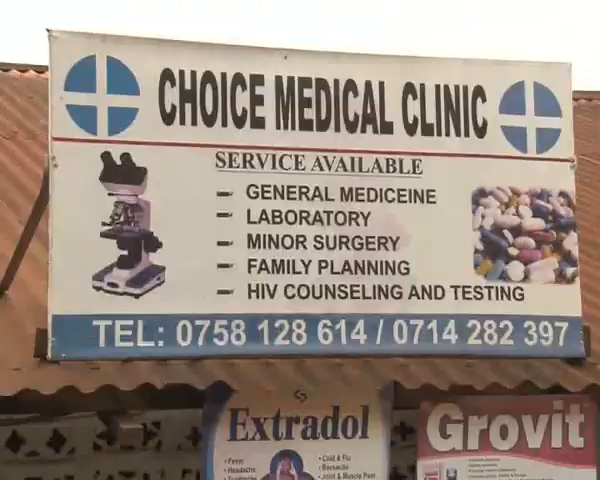 CHOICE MEDICAL CLINIC
SERVICE AVAILABLE
- GENERAL MEDICEINE
- LABORATORY
- MINOR SURGERY
- FAMILY PLANNING
- HIV COUNSELING AND TESTING
TEL: 0758 128 614 / 0714 282 397
Extradol
• Fever
• Headache
• Cold & Flu
• Backache
• Joint & Muscle Pain
Grovit